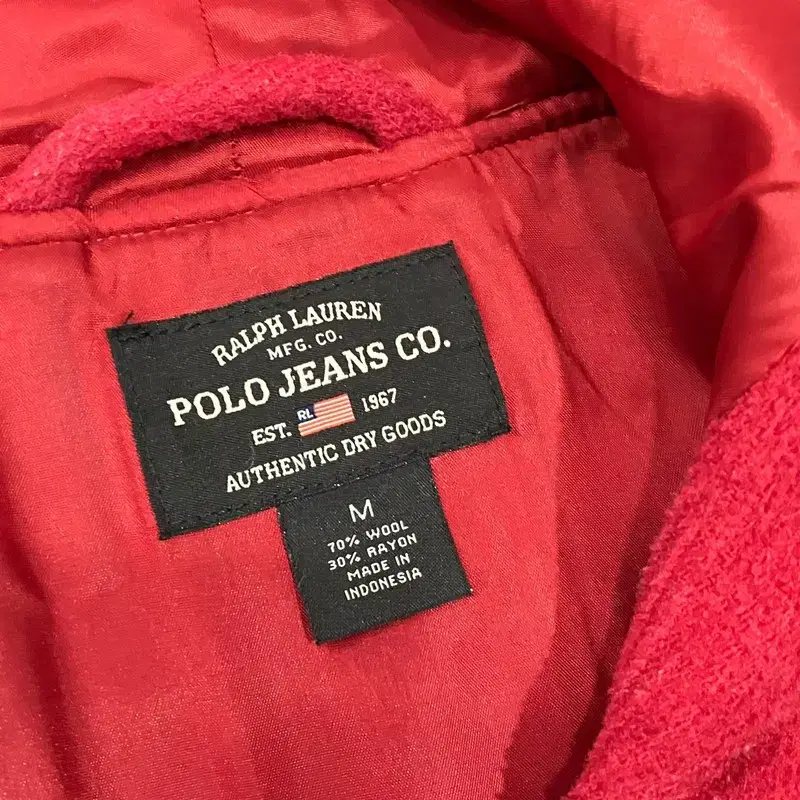 RALPH LAUREN
MFG. CO.
POLO JEANS CO.
EST. RL 1967
AUTHENTIC DRY GOODS
M
70% WOOL
30% RAYON
MADE IN
INDONESIA